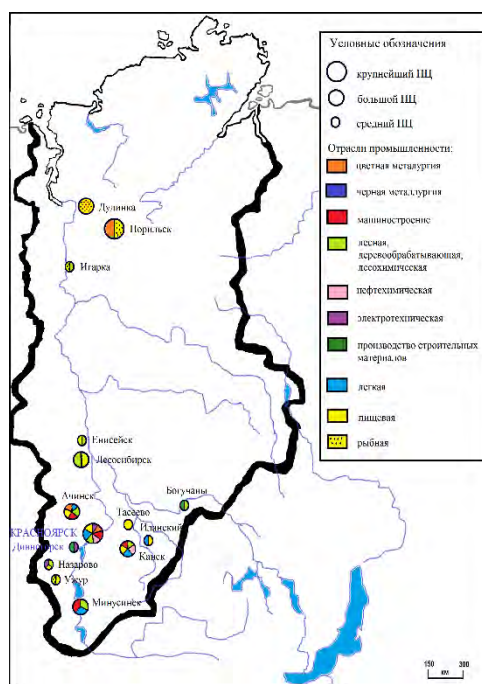 Условные обозначения
крупнейший ПЦ
большой ПЦ
средний ПЦ
Отрасли промышленности:
цветная металургия
черная металлургия
машиностроение
лесная,
деревообрабатывающая,
лесохимическая
нефтехимическая
электротехническая
производство строительных
материалов
легкая
пищевая
рыбная
Дудинка
Норильск
Игарка
Енисейск
Лесосибирск
Богучаны
Ачинск
Тасеево
КРАСНОЯРСК
Иланский
Дивногорск
Канск
Назарово
Ужур
Минусинск
150 300
км